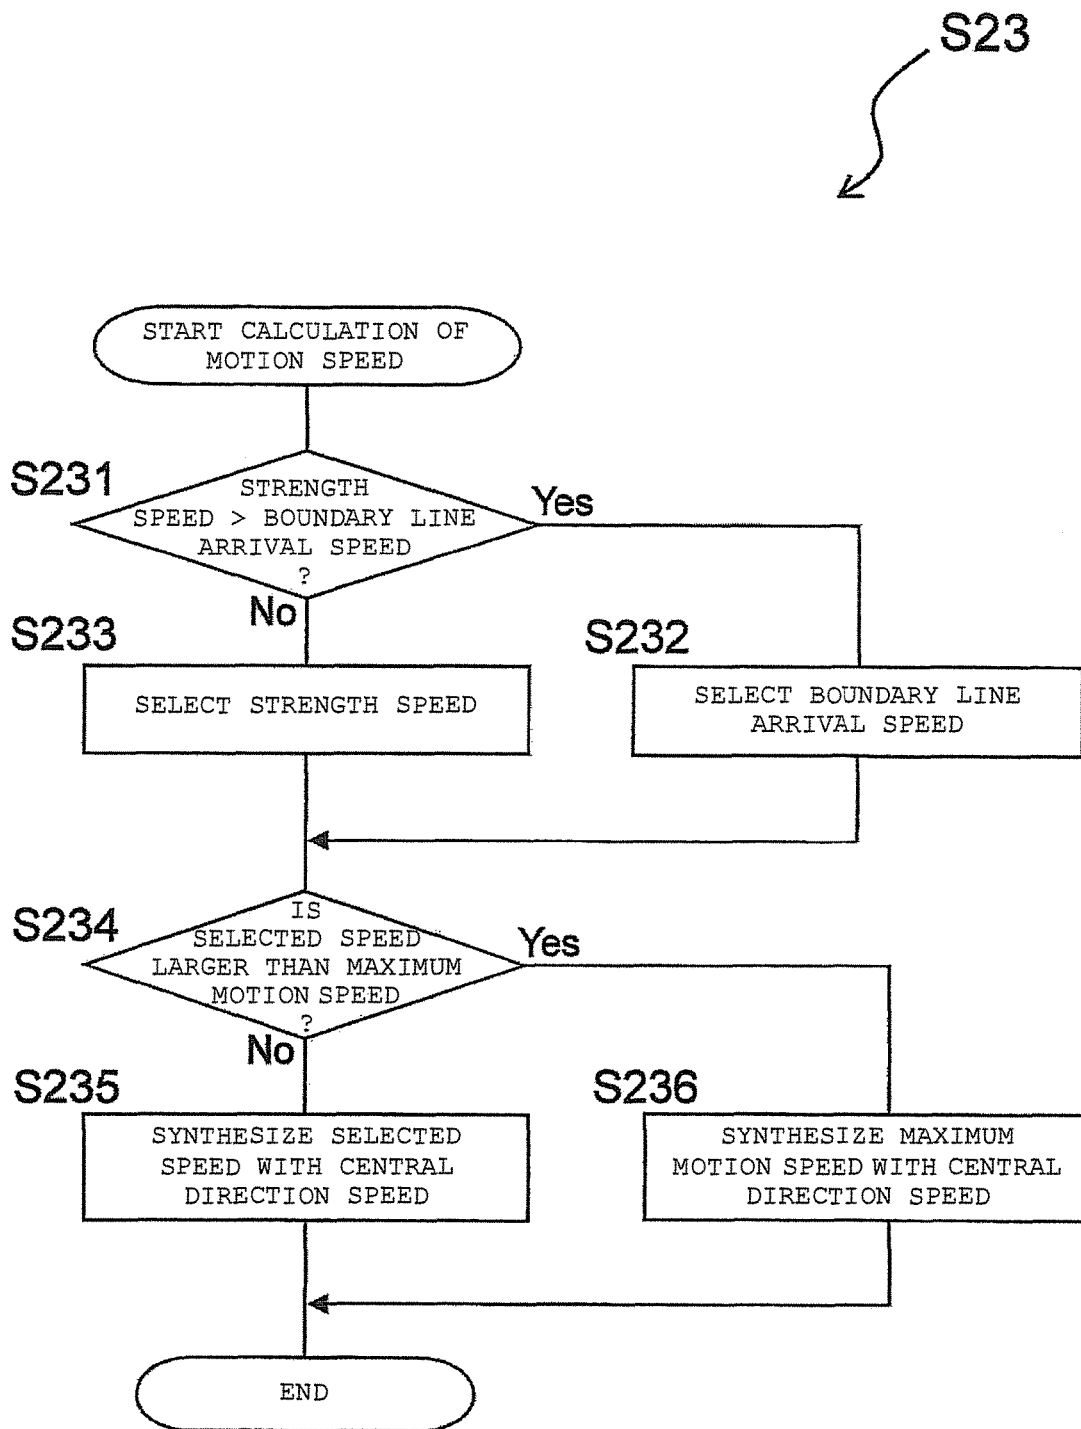 S23
START CALCULATION OF
MOTION SPEED
S231
STRENGTH
SPEED > BOUNDARY LINE
ARRIVAL SPEED
?
Yes
No
S233
SELECT STRENGTH SPEED
S232
SELECT BOUNDARY LINE
ARRIVAL SPEED
S234
IS
SELECTED SPEED
LARGER THAN MAXIMUM
MOTION SPEED
?
Yes
No
S235
SYNTHESIZE SELECTED
SPEED WITH CENTRAL
DIRECTION SPEED
S236
SYNTHESIZE MAXIMUM
MOTION SPEED WITH CENTRAL
DIRECTION SPEED
END